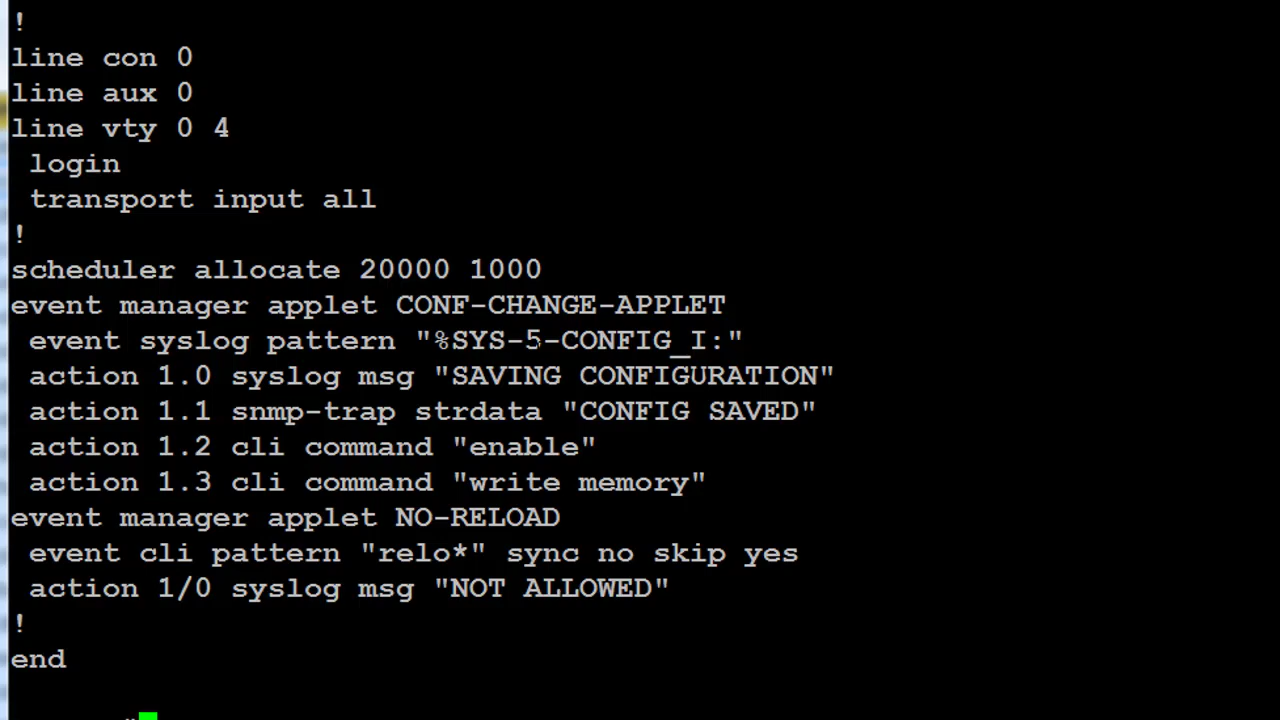 !
line con 0
line aux 0
line vty 0 4
 login
 transport input all
!
scheduler allocate 20000 1000
event manager applet CONF-CHANGE-APPLET
 event syslog pattern "%SYS-5-CONFIG_I:"
 action 1.0 syslog msg "SAVING CONFIGURATION"
 action 1.1 snmp-trap strdata "CONFIG SAVED"
 action 1.2 cli command "enable"
 action 1.3 cli command "write memory"
event manager applet NO-RELOAD
 event cli pattern "relo*" sync no skip yes
 action 1/0 syslog msg "NOT ALLOWED"
!
end